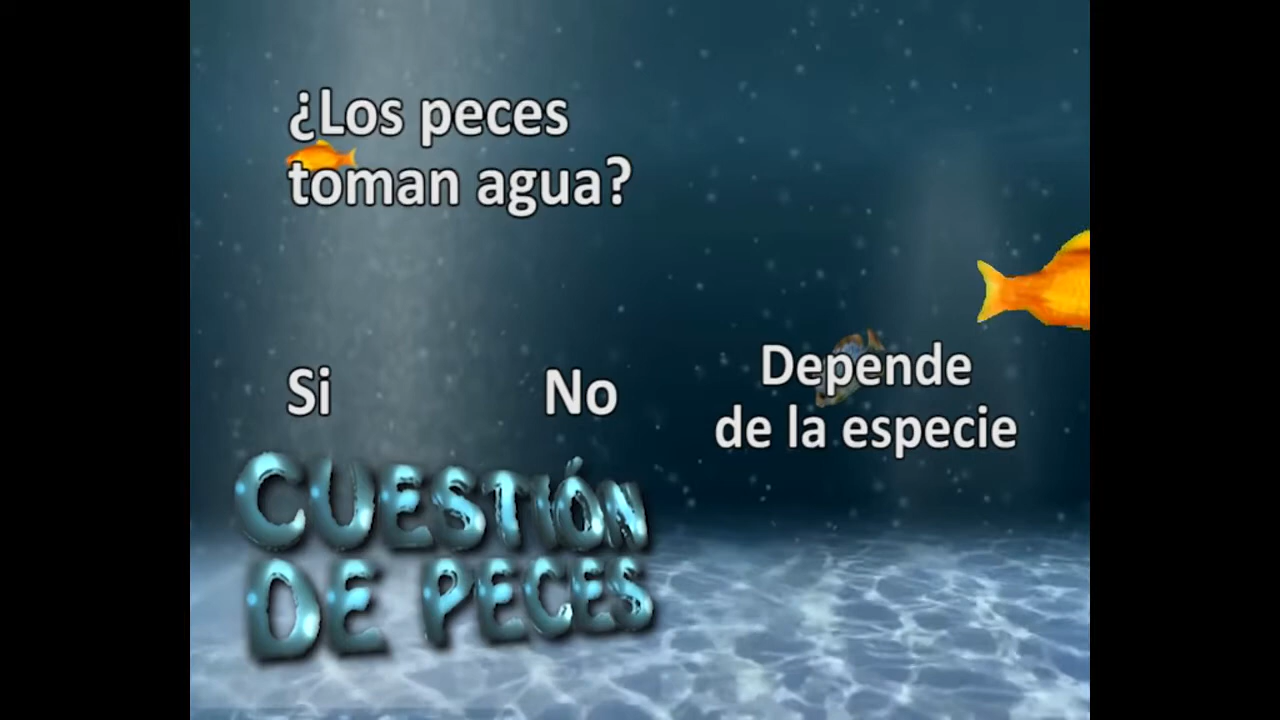 ¿Los peces
toman agua?
Si
No
Depende
de la especie
CUESTIÓN
DE PECES